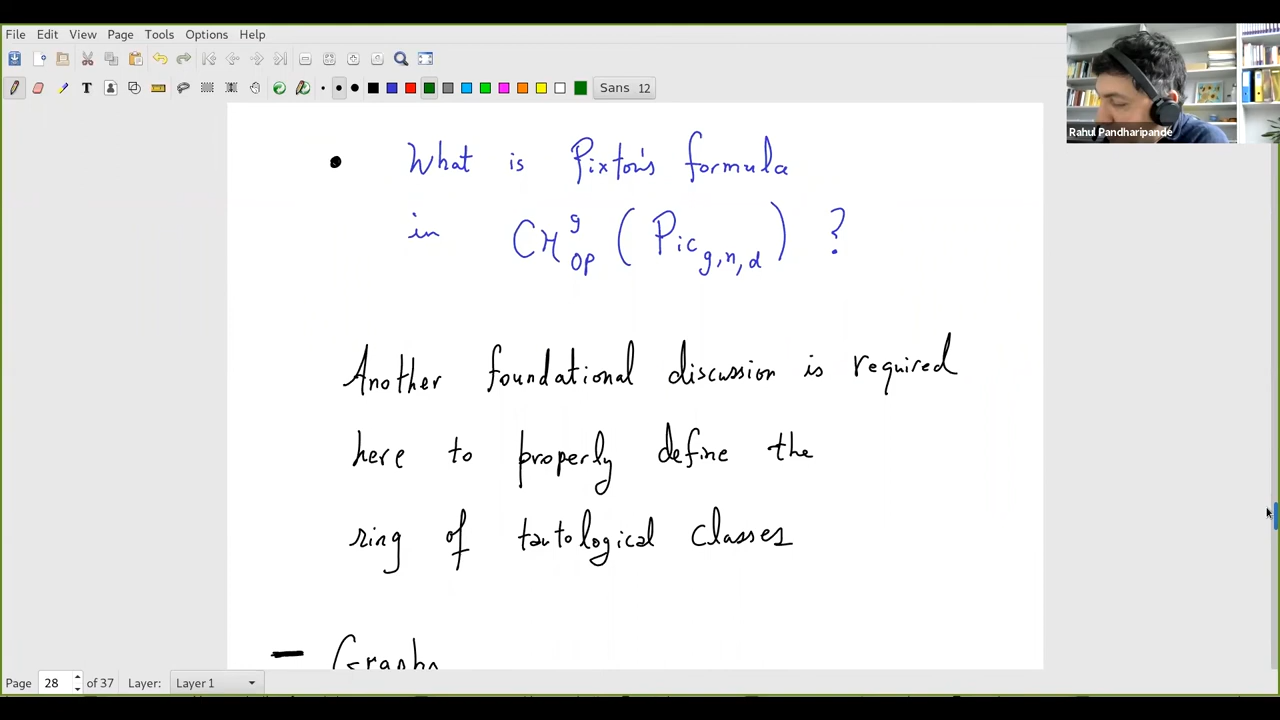 File Edit View Page Tools Options Help
Sans 12
Rahul Pandharipande
• What is Pixton's formula
in CH^g_OP (Pic_g,n,d) ?
Another foundational discussion is required
here to properly define the
ring of tautological classes
— Graphs
Page 28 of 37 Layer: Layer 1